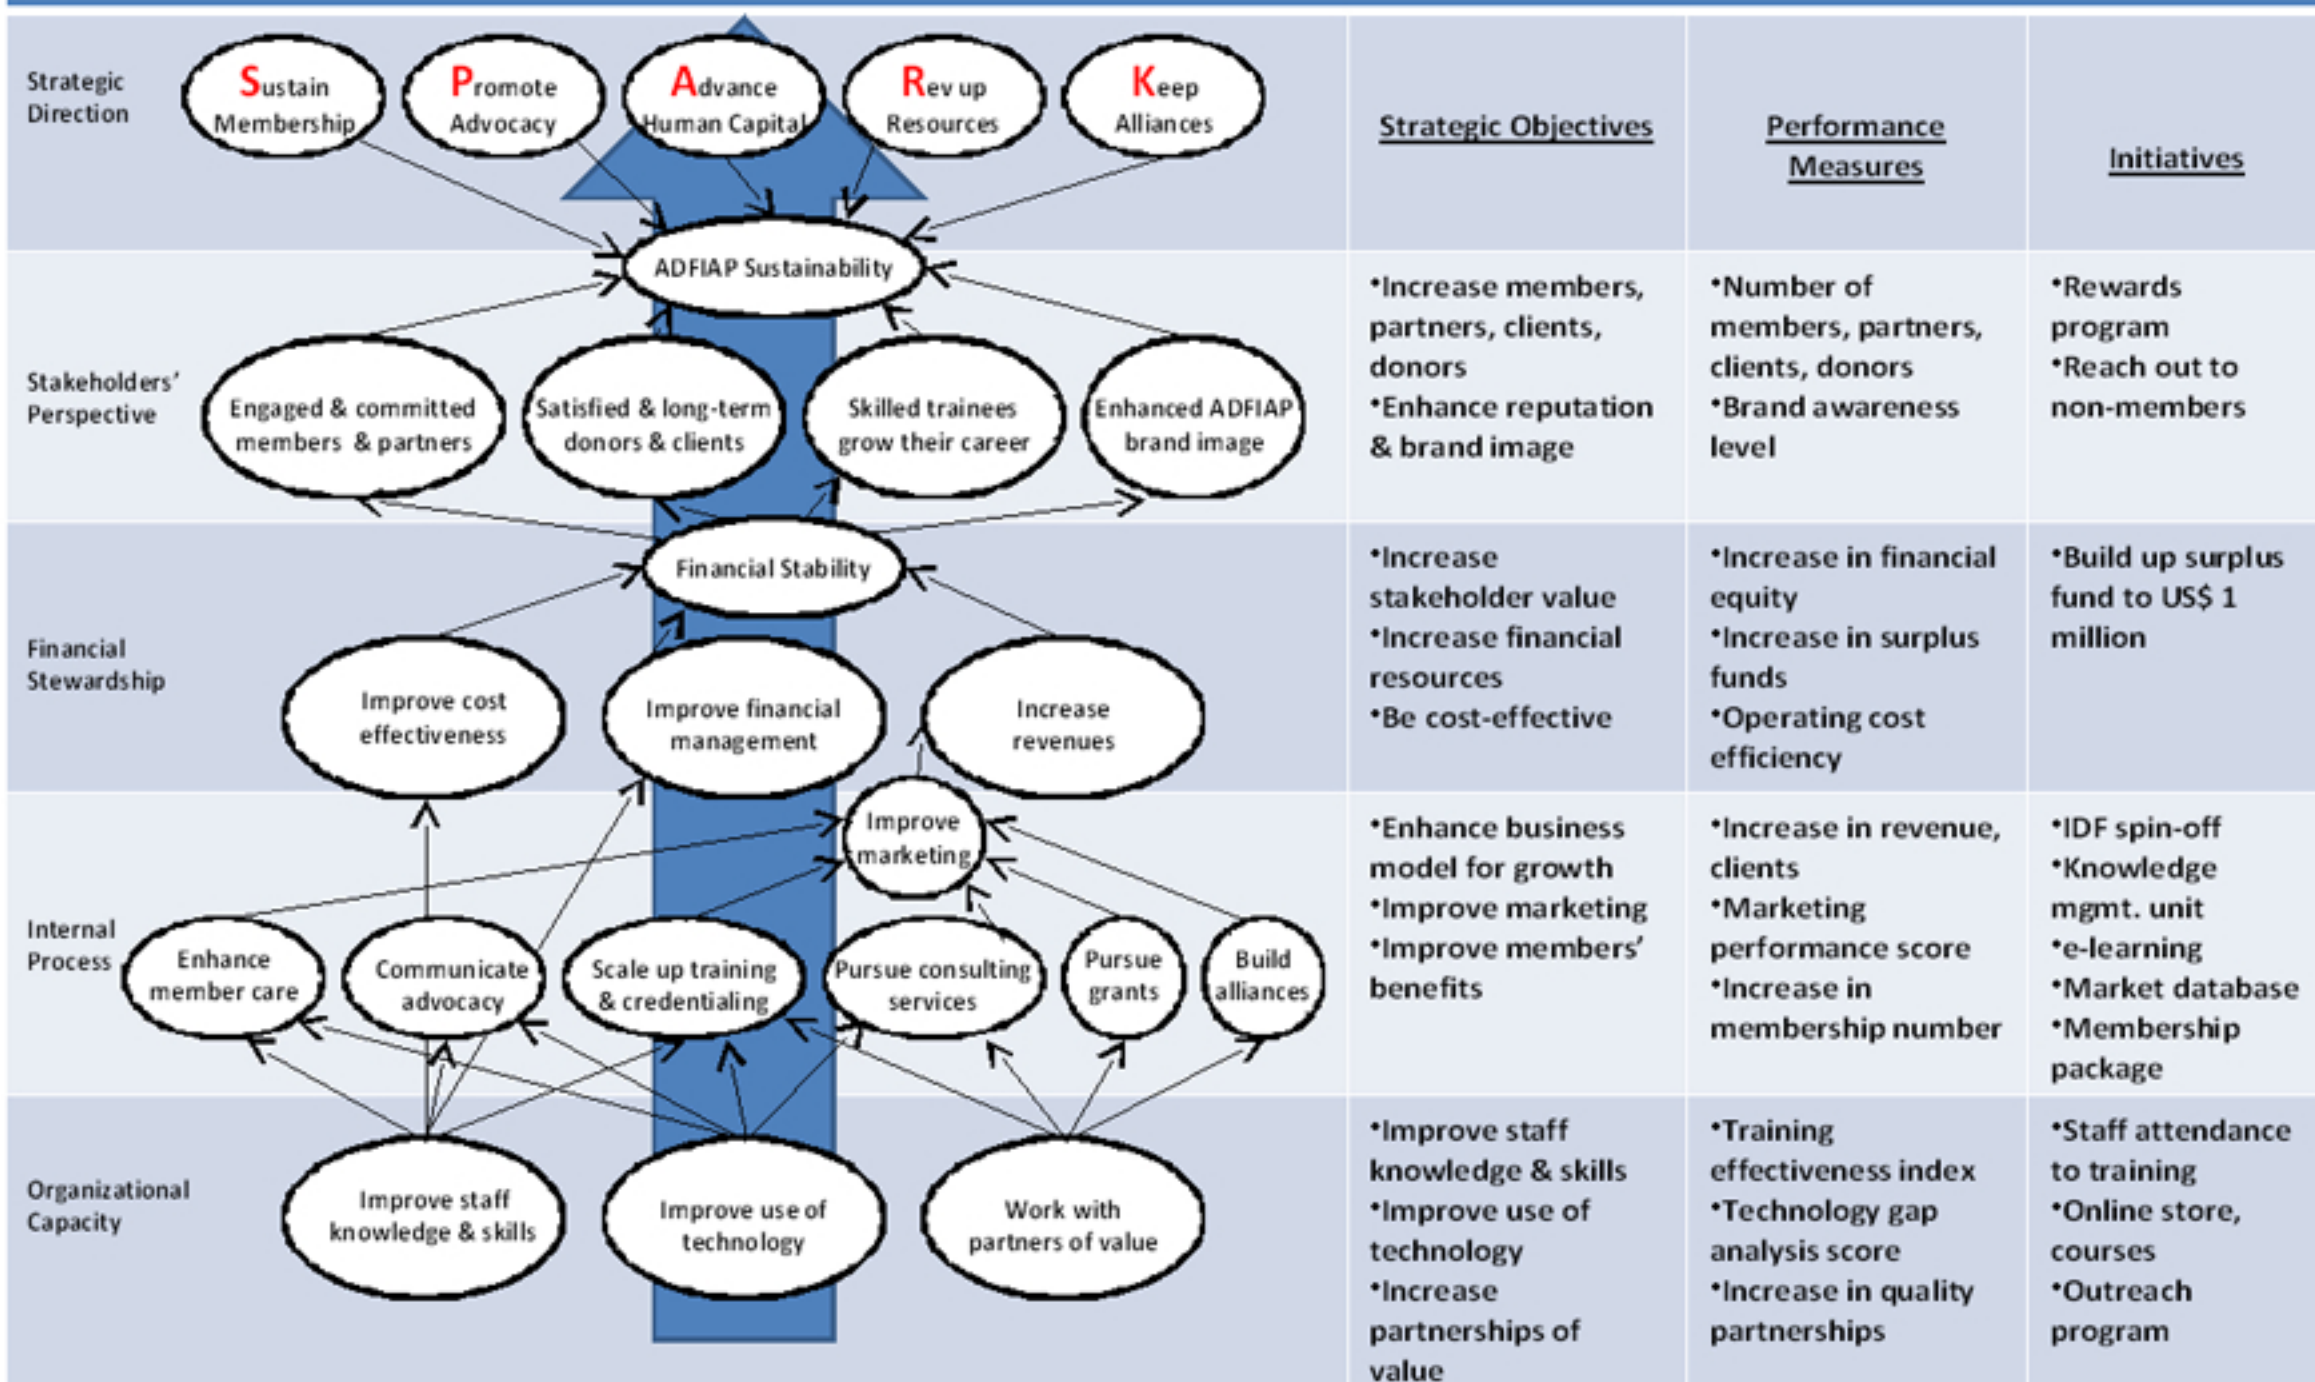 Strategic
Direction
Sustain
Membership
Promote
Advocacy
Advance
Human Capital
Rev up
Resources
Keep
Alliances
Strategic Objectives
Performance
Measures
Initiatives
ADFIAP Sustainability
Stakeholders’
Perspective
Engaged & committed
members & partners
Satisfied & long-term
donors & clients
Skilled trainees
grow their career
Enhanced ADFIAP
brand image
•Increase members,
partners, clients,
donors
•Enhance reputation
& brand image
•Number of
members, partners,
clients, donors
•Brand awareness
level
•Rewards
program
•Reach out to
non-members
Financial Stability
Financial
Stewardship
Improve cost
effectiveness
Improve financial
management
Increase
revenues
•Increase
stakeholder value
•Increase financial
resources
•Be cost-effective
•Increase in financial
equity
•Increase in surplus
funds
•Operating cost
efficiency
•Build up surplus
fund to US$ 1
million
Improve
marketing
Internal
Process
Enhance
member care
Communicate
advocacy
Scale up training
& credentialing
Pursue consulting
services
Pursue
grants
Build
alliances
•Enhance business
model for growth
•Improve marketing
•Improve members’
benefits
•Increase in revenue,
clients
•Marketing
performance score
•Increase in
membership number
•IDF spin-off
•Knowledge
mgmt. unit
•e-learning
•Market database
•Membership
package
Organizational
Capacity
Improve staff
knowledge & skills
Improve use of
technology
Work with
partners of value
•Improve staff
knowledge & skills
•Improve use of
technology
•Increase
partnerships of
value
•Training
effectiveness index
•Technology gap
analysis score
•Increase in quality
partnerships
•Staff attendance
to training
•Online store,
courses
•Outreach
program